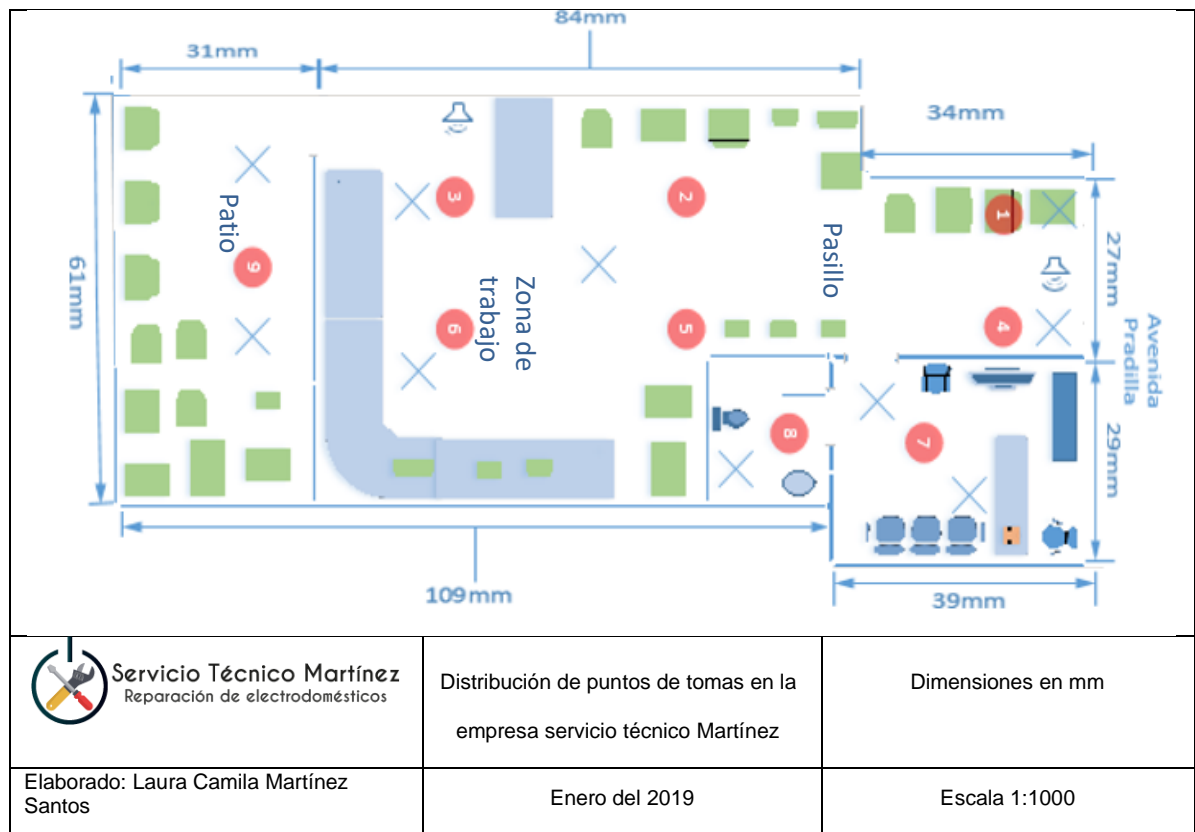 84mm
31mm
34mm
3
2
1
Patio
Pasillo
27mm
9
61mm
Zona de
trabajo
6
5
4
Avenida
Pradilla
8
7
29mm
109mm
39mm
Servicio Técnico Martínez
Reparación de electrodomésticos
Distribución de puntos de tomas en la
empresa servicio técnico Martínez
Dimensiones en mm
Elaborado: Laura Camila Martínez
Santos
Enero del 2019
Escala 1:1000